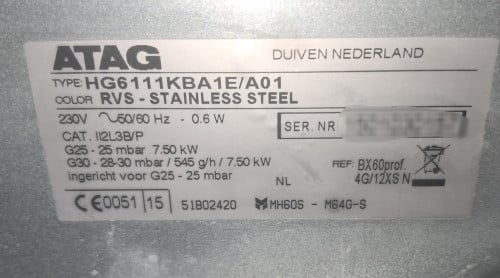 ATAG DUIVEN NEDERLAND
TYPE: HG6111KBA1E/A01
COLOR RVS - STAINLESS STEEL
230V ~50/60 Hz - 0.6 W
SER. NR
CAT. II2L3B/P
G25 - 25 mbar 7.50 kW
G30 - 28-30 mbar / 545 g/h / 7.50 kW
ingericht voor G25 - 25 mbar
NL
REF: BX60prof.
4G/12XS N
CE0051 15 51B02420 MH60S - M64G-S